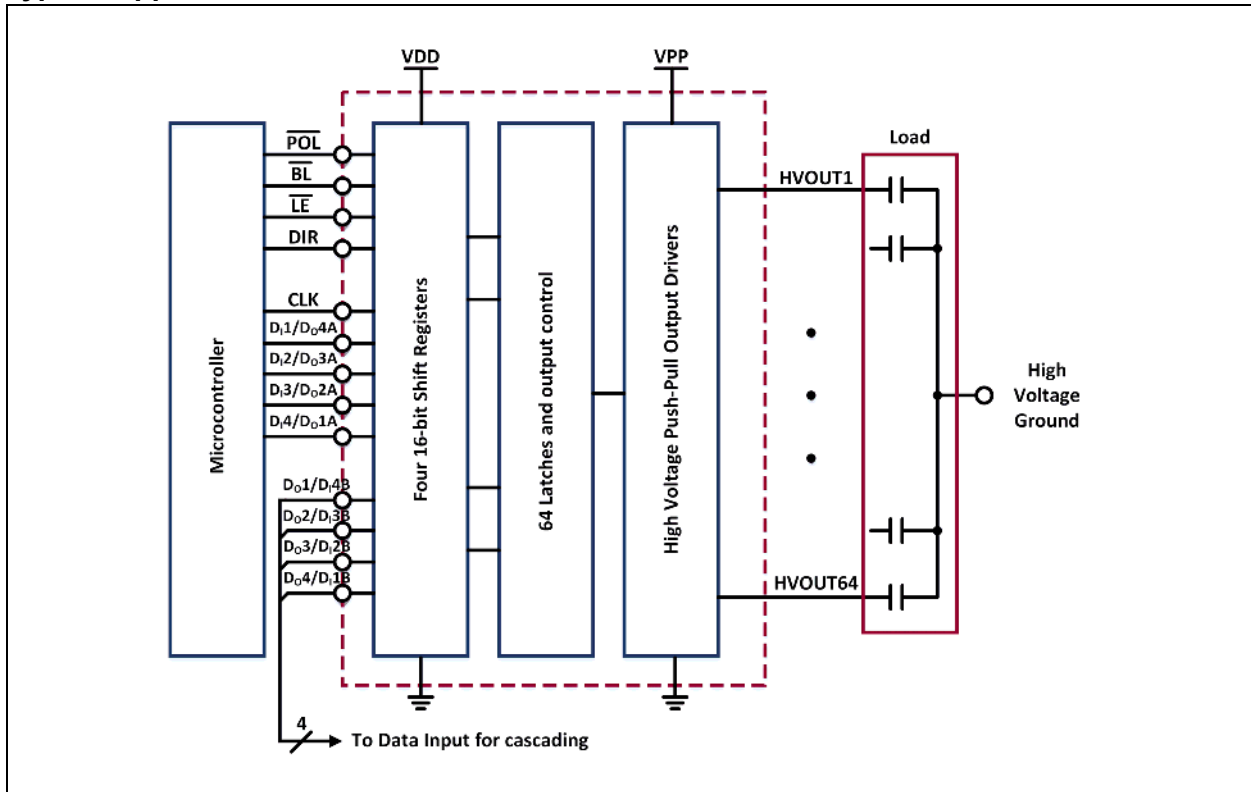 VDD
VPP
POL
BL
LE
DIR
CLK
DI1/DO4A
DI2/DO3A
DI3/DO2A
DI4/DO1A
DO1/DI4B
DO2/DI3B
DO3/DI2B
DO4/DI1B
Microcontroller
Four 16-bit Shift Registers
64 Latches and output control
High Voltage Push-Pull Output Drivers
HVOUT1
HVOUT64
Load
High
Voltage
Ground
4
To Data Input for cascading